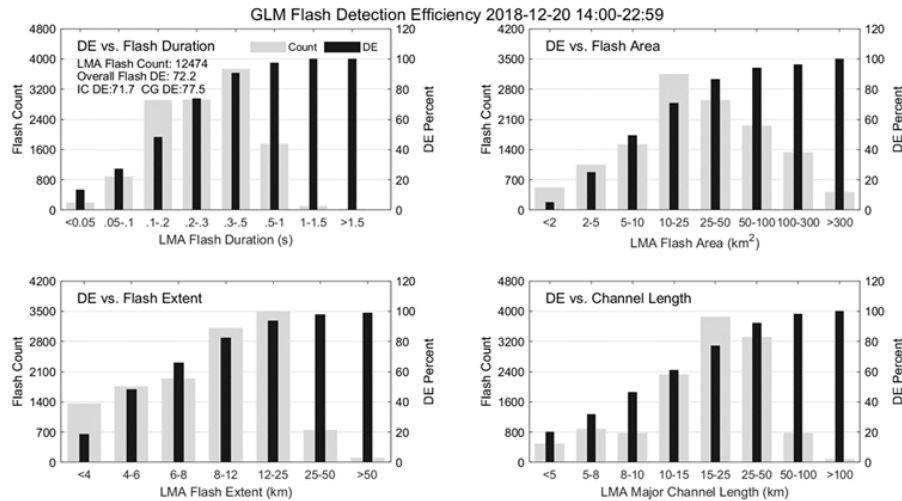 GLM Flash Detection Efficiency 2018-12-20 14:00-22:59
DE vs. Flash Duration
LMA Flash Count: 12474
Overall Flash DE: 72.2
IC DE:71.7 CG DE:77.5
Count
DE
4800
4000
3200
2400
1600
800
0
Flash Count
120
100
80
60
40
20
0
DE Percent
<0.05 .05-.1 .1-.2 .2-.3 .3-.5 .5-1 1-1.5 >1.5
LMA Flash Duration (s)
DE vs. Flash Area
4200
3500
2800
2100
1400
700
0
Flash Count
120
100
80
60
40
20
0
DE Percent
<2 2-5 5-10 10-25 25-50 50-100 100-300 >300
LMA Flash Area (km²)
DE vs. Flash Extent
4200
3500
2800
2100
1400
700
0
Flash Count
120
100
80
60
40
20
0
DE Percent
<4 4-6 6-8 8-12 12-25 25-50 >50
LMA Flash Extent (km)
DE vs. Channel Length
4800
4000
3200
2400
1600
800
0
Flash Count
120
100
80
60
40
20
0
DE Percent
<5 5-8 8-10 10-15 15-25 25-50 50-100 >100
LMA Major Channel Length (km)